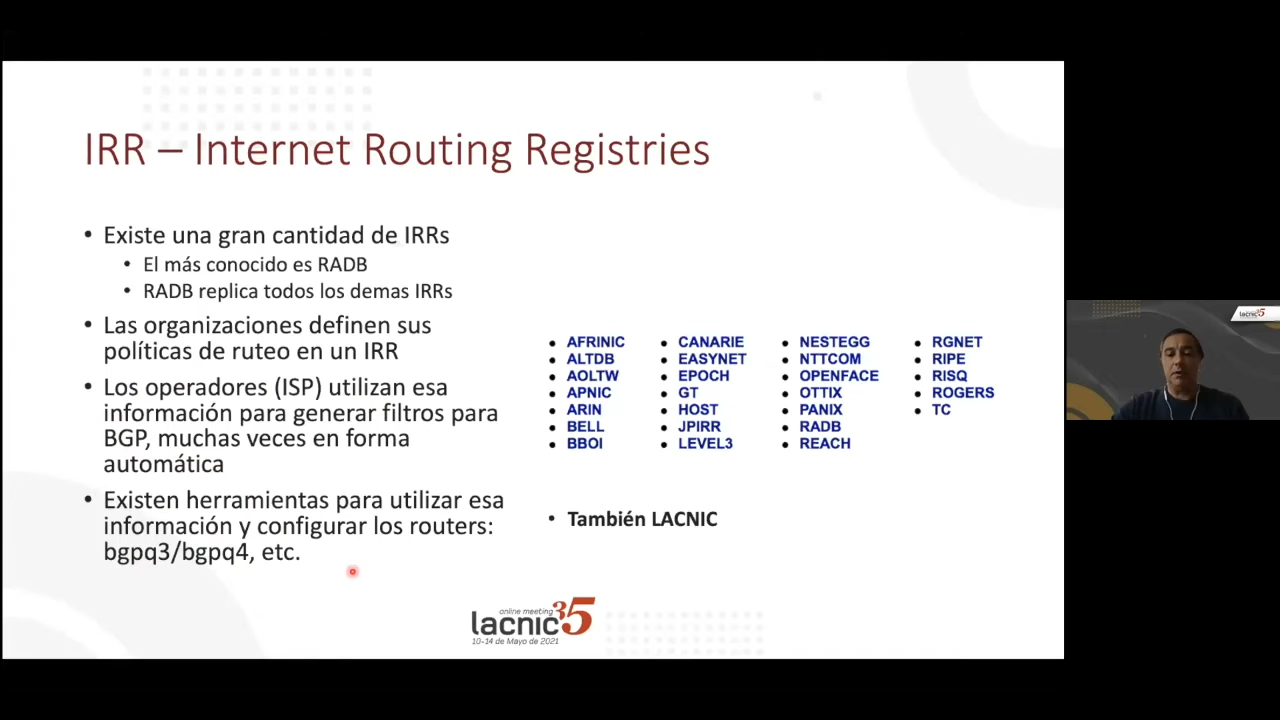 IRR – Internet Routing Registries
• Existe una gran cantidad de IRRs
• El más conocido es RADB
• RADB replica todos los demas IRRs
• Las organizaciones definen sus
políticas de ruteo en un IRR
• Los operadores (ISP) utilizan esa
información para generar filtros para
BGP, muchas veces en forma
automática
• Existen herramientas para utilizar esa
información y configurar los routers:
bgpq3/bgpq4, etc.
• AFRINIC
• ALTDB
• AOLTW
• APNIC
• ARIN
• BELL
• BBOI
• CANARIE
• EASYNET
• EPOCH
• GT
• HOST
• JPIRR
• LEVEL3
• NESTEGG
• NTTCOM
• OPENFACE
• OTTIX
• PANIX
• RADB
• REACH
• RGNET
• RIPE
• RISQ
• ROGERS
• TC
• También LACNIC
online meeting
lacnic 35
10-14 de Mayo de 2021
lacnic 35